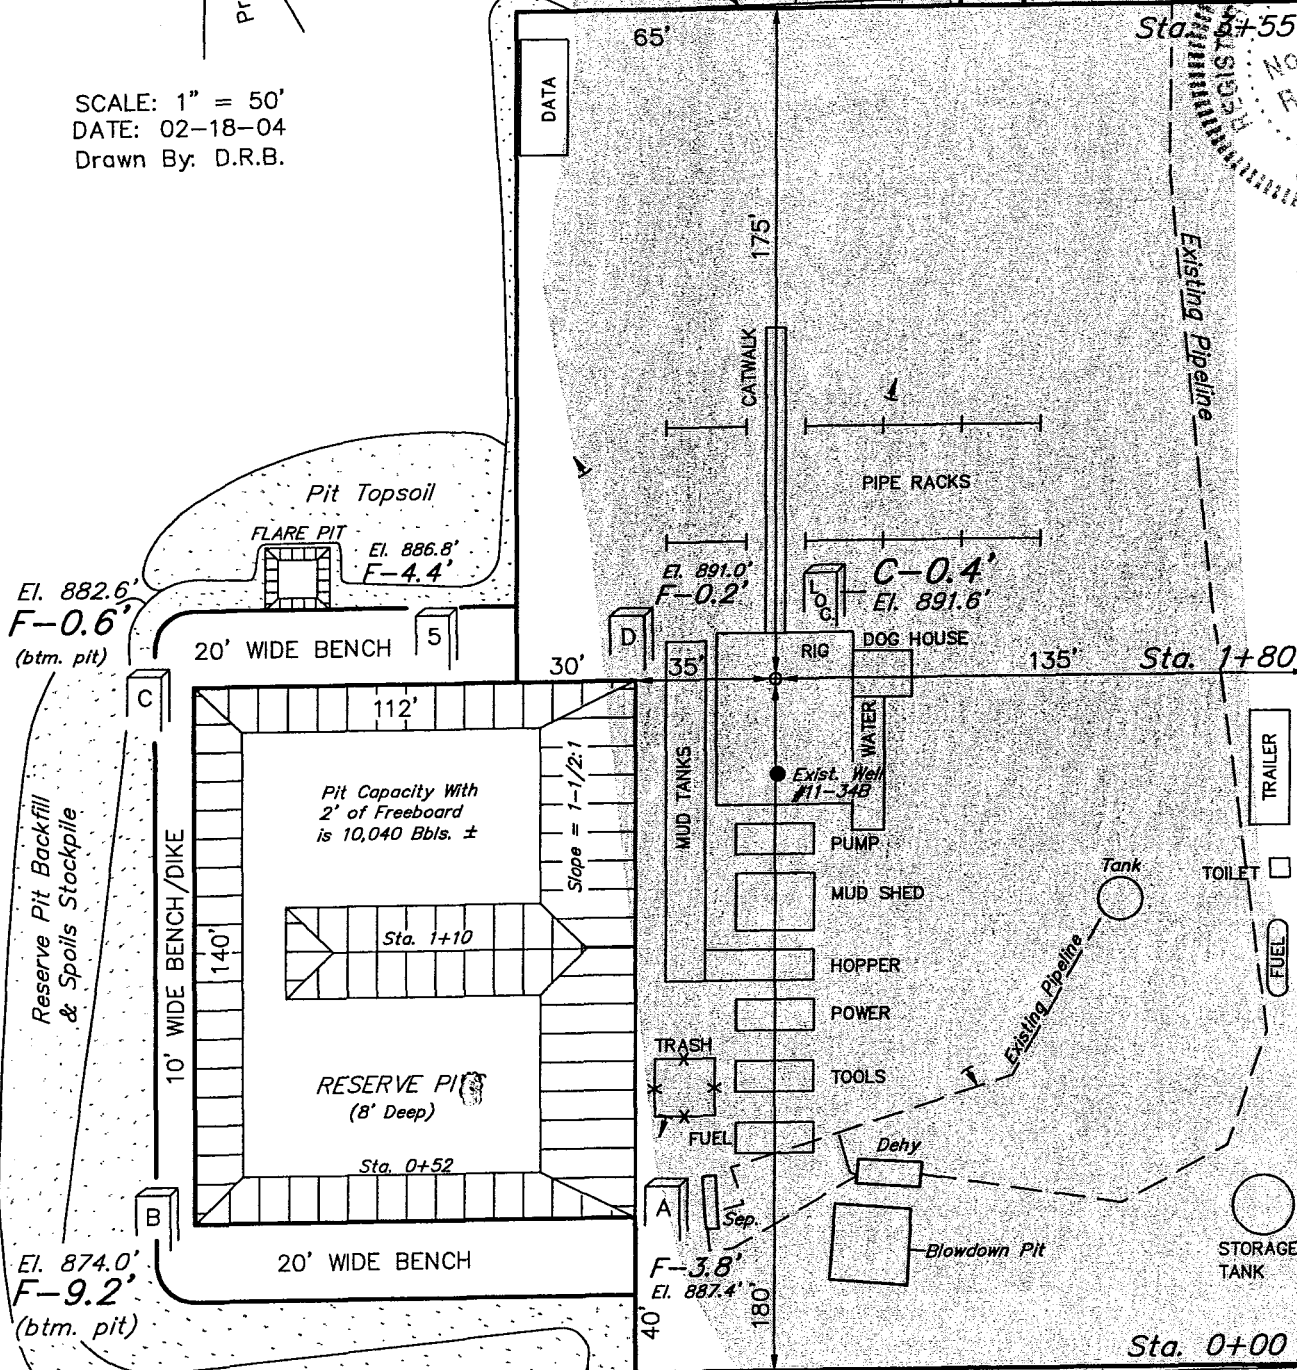 Pr
65'
Sta. 3+55
SCALE: 1" = 50'
DATE: 02-18-04
Drawn By: D.R.B.
DATA
REGIST
No
R
175'
Existing Pipeline
CATWALK
PIPE RACKS
Pit Topsoil
FLARE PIT
El. 886.8'
F-4.4'
El. 891.0'
F-0.2'
LOC.
C-0.4'
El. 891.6'
El. 882.6'
F-0.6'
(btm. pit)
20' WIDE BENCH
5
D
RIG
DOG HOUSE
30'
35'
135'
Sta. 1+80
C
112'
WATER
MUD TANKS
Slope = 1-1/2:1
Pit Capacity With
2' of Freeboard
is 10,040 Bbls. ±
Exist. Well
#11-34B
TRAILER
PUMP
Reserve Pit Backfill
& Spoils Stockpile
10' WIDE BENCH/DIKE
140'
Tank
TOILET
MUD SHED
Sta. 1+10
HOPPER
FUEL
POWER
Existing Pipeline
TRASH
TOOLS
RESERVE PI
(8' Deep)
FUEL
Dehy
Sta. 0+52
B
A
Sep.
Blowdown Pit
STORAGE
TANK
El. 874.0'
F-9.2'
(btm. pit)
20' WIDE BENCH
F-3.8'
El. 887.4'
40'
180'
Sta. 0+00